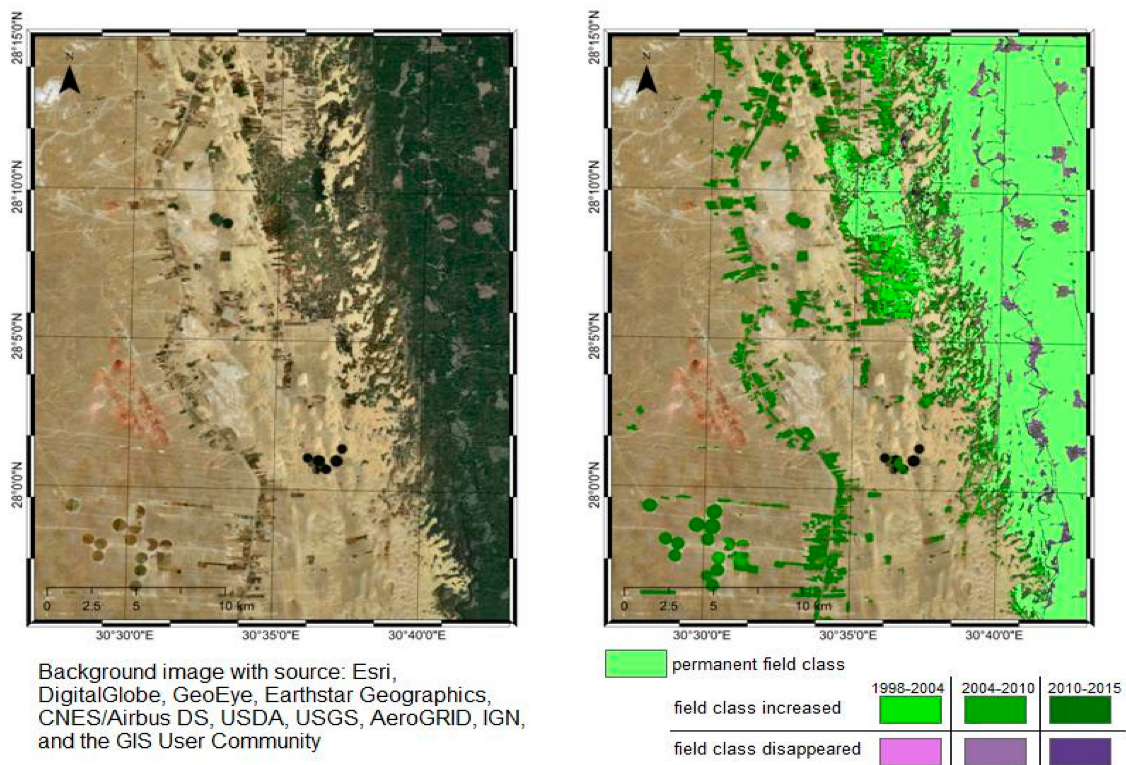 28°15'0"N
28°10'0"N
28°5'0"N
28°0'0"N
N
0 2.5 5 10 km
30°30'0"E 30°35'0"E 30°40'0"E
28°15'0"N
28°10'0"N
28°5'0"N
28°0'0"N
N
0 2.5 5 10 km
30°30'0"E 30°35'0"E 30°40'0"E
Background image with source: Esri,
DigitalGlobe, GeoEye, Earthstar Geographics,
CNES/Airbus DS, USDA, USGS, AeroGRID, IGN,
and the GIS User Community
permanent field class
1998-2004 2004-2010 2010-2015
field class increased
field class disappeared